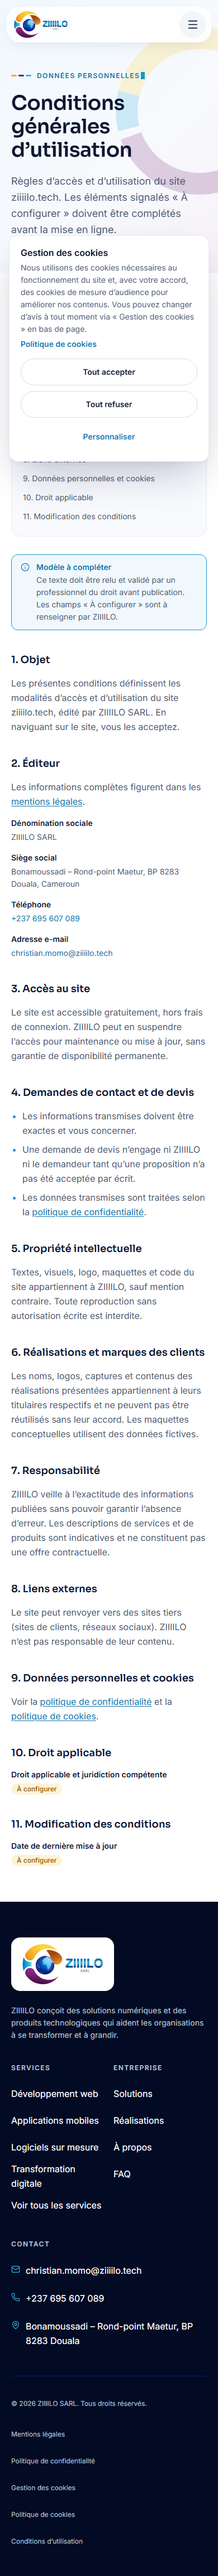 ZIIIILO
SARL
DONNÉES PERSONNELLES
Conditions
générales
d’utilisation
Règles d’accès et d’utilisation du site
ziiiilo.tech. Les éléments signalés « À
configurer » doivent être complétés
avant la mise en ligne.
Gestion des cookies
Nous utilisons des cookies nécessaires au
fonctionnement du site et, avec votre accord,
des cookies de mesure d’audience pour
améliorer nos contenus. Vous pouvez changer
d’avis à tout moment via « Gestion des cookies
» en bas de page.
Politique de cookies
Tout accepter
Tout refuser
Personnaliser
9. Données personnelles et cookies
10. Droit applicable
11. Modification des conditions
Modèle à compléter
Ce texte doit être relu et validé par un
professionnel du droit avant publication.
Les champs « À configurer » sont à
renseigner par ZIIIILO.
1. Objet
Les présentes conditions définissent les
modalités d’accès et d’utilisation du site
ziiiilo.tech, édité par ZIIIILO SARL. En
naviguant sur le site, vous les acceptez.
2. Éditeur
Les informations complètes figurent dans les
mentions légales.
Dénomination sociale
ZIIIILO SARL
Siège social
Bonamoussadi – Rond-point Maetur, BP 8283
Douala, Cameroun
Téléphone
+237 695 607 089
Adresse e-mail
christian.momo@ziiiilo.tech
3. Accès au site
Le site est accessible gratuitement, hors frais
de connexion. ZIIIILO peut en suspendre
l’accès pour maintenance ou mise à jour, sans
garantie de disponibilité permanente.
4. Demandes de contact et de devis
• Les informations transmises doivent être
exactes et vous concerner.
• Une demande de devis n’engage ni ZIIIILO
ni le demandeur tant qu’une proposition n’a
pas été acceptée par écrit.
• Les données transmises sont traitées selon
la politique de confidentialité.
5. Propriété intellectuelle
Textes, visuels, logo, maquettes et code du
site appartiennent à ZIIIILO, sauf mention
contraire. Toute reproduction sans
autorisation écrite est interdite.
6. Réalisations et marques des clients
Les noms, logos, captures et contenus des
réalisations présentées appartiennent à leurs
titulaires respectifs et ne peuvent pas être
réutilisés sans leur accord. Les maquettes
conceptuelles utilisent des données fictives.
7. Responsabilité
ZIIIILO veille à l’exactitude des informations
publiées sans pouvoir garantir l’absence
d’erreur. Les descriptions de services et de
produits sont indicatives et ne constituent pas
une offre contractuelle.
8. Liens externes
Le site peut renvoyer vers des sites tiers
(sites de clients, réseaux sociaux). ZIIIILO
n’est pas responsable de leur contenu.
9. Données personnelles et cookies
Voir la politique de confidentialité et la
politique de cookies.
10. Droit applicable
Droit applicable et juridiction compétente
À configurer
11. Modification des conditions
Date de dernière mise à jour
À configurer
ZIIIILO
SARL
ZIIIILO conçoit des solutions numériques et des
produits technologiques qui aident les organisations
à se transformer et à grandir.
SERVICES
Développement web
Applications mobiles
Logiciels sur mesure
Transformation
digitale
Voir tous les services
ENTREPRISE
Solutions
Réalisations
À propos
FAQ
CONTACT
christian.momo@ziiiilo.tech
+237 695 607 089
Bonamoussadi – Rond-point Maetur, BP
8283 Douala
© 2026 ZIIIILO SARL. Tous droits réservés.
Mentions légales
Politique de confidentialité
Gestion des cookies
Politique de cookies
Conditions d’utilisation